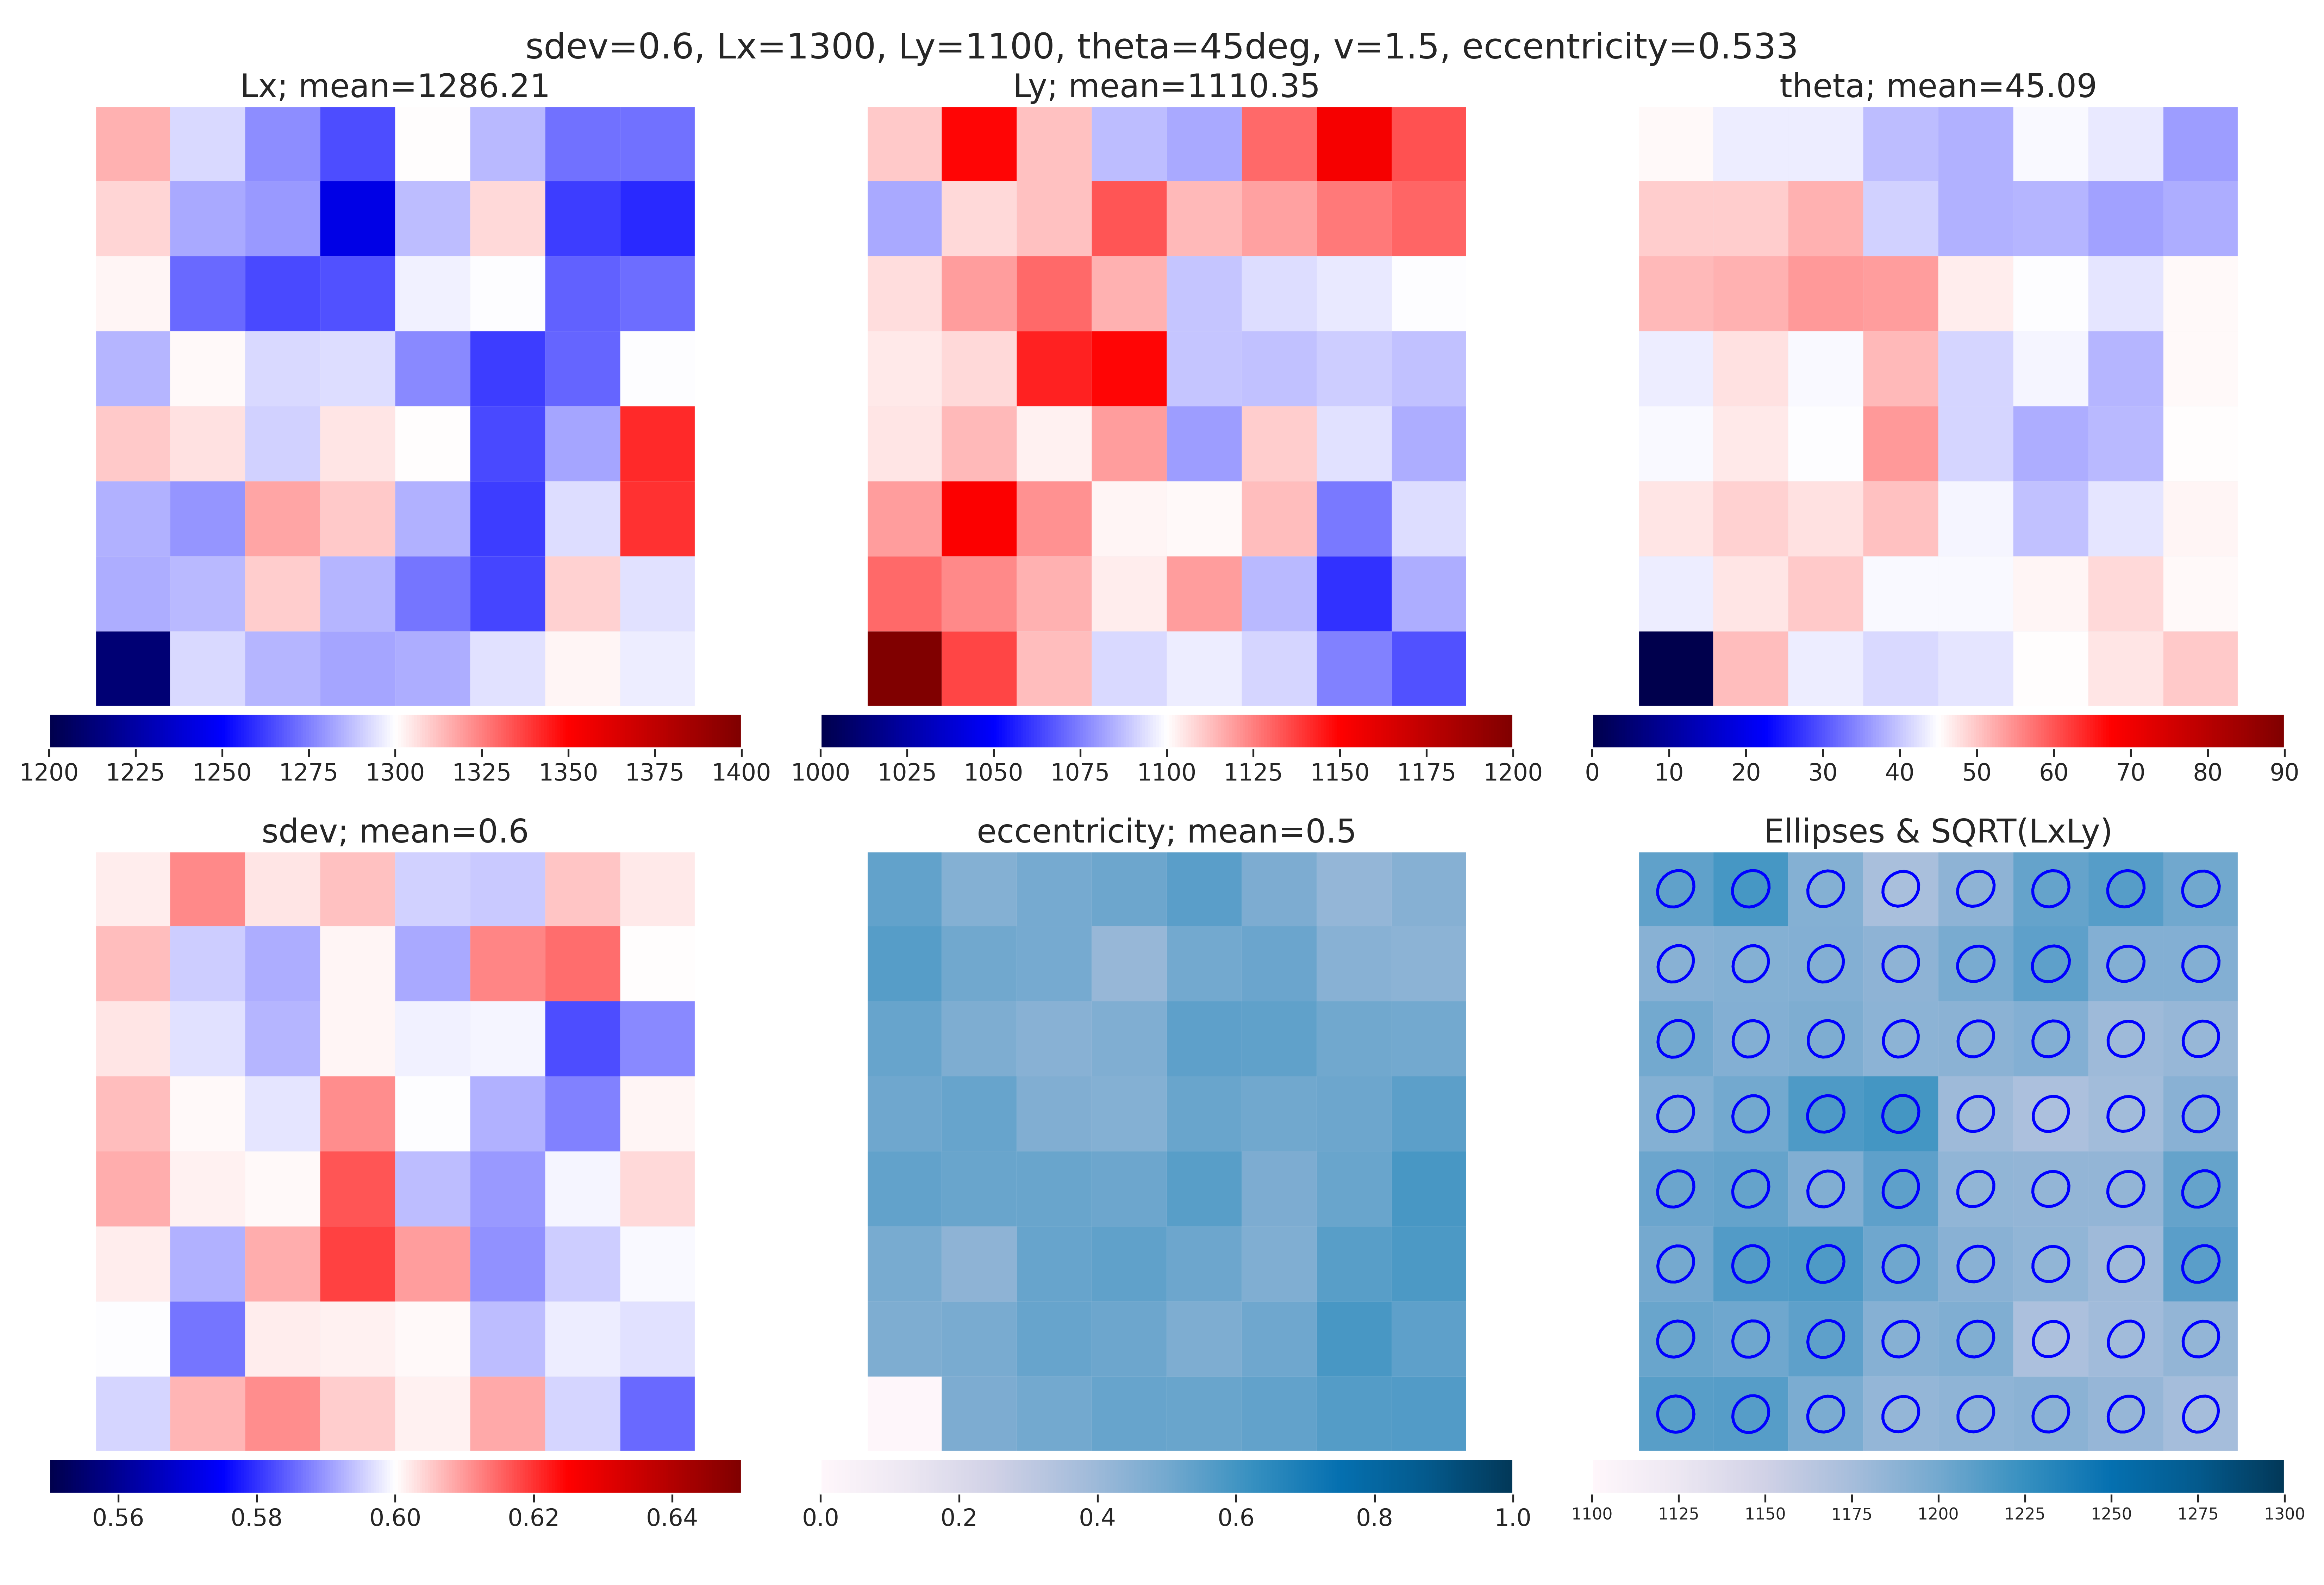 sdev=0.6, Lx=1300, Ly=1100, theta=45deg, v=1.5, eccentricity=0.533
Lx; mean=1286.21
Ly; mean=1110.35
theta; mean=45.09
1200 1225 1250 1275 1300 1325 1350 1375 1400
1000 1025 1050 1075 1100 1125 1150 1175 1200
0 10 20 30 40 50 60 70 80 90
sdev; mean=0.6
eccentricity; mean=0.5
Ellipses & SQRT(LxLy)
0.56 0.58 0.60 0.62 0.64
0.0 0.2 0.4 0.6 0.8 1.0
1100 1125 1150 1175 1200 1225 1250 1275 1300